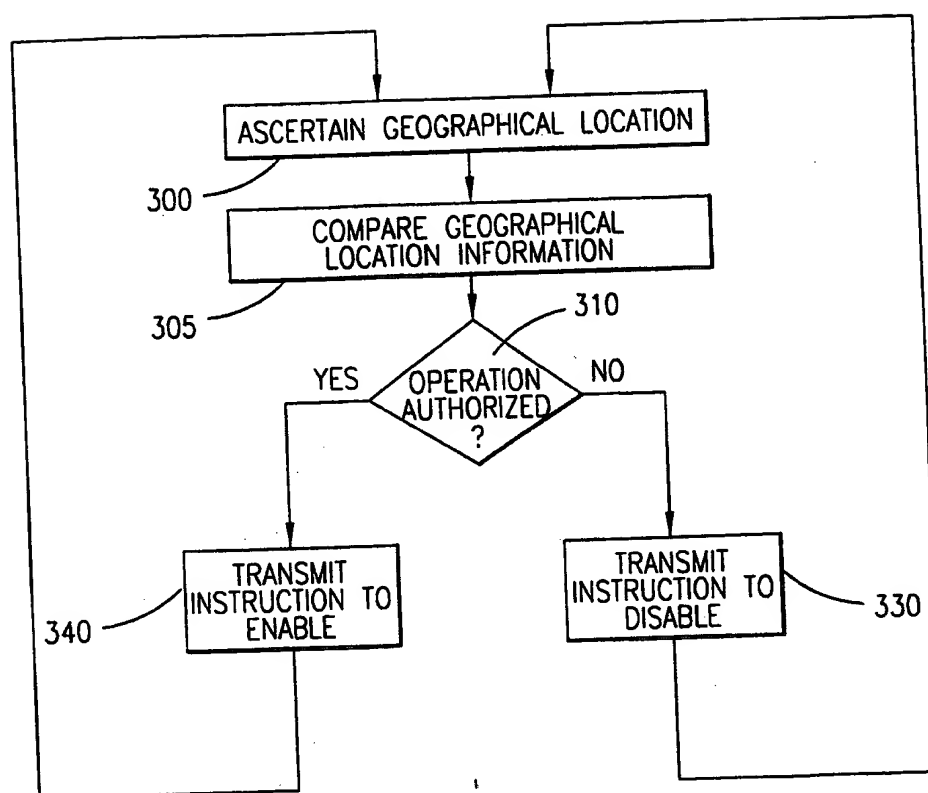 ASCERTAIN GEOGRAPHICAL LOCATION
300
COMPARE GEOGRAPHICAL
LOCATION INFORMATION
305
310
YES
OPERATION
AUTHORIZED
?
NO
TRANSMIT
INSTRUCTION TO
ENABLE
340
TRANSMIT
INSTRUCTION TO
DISABLE
330